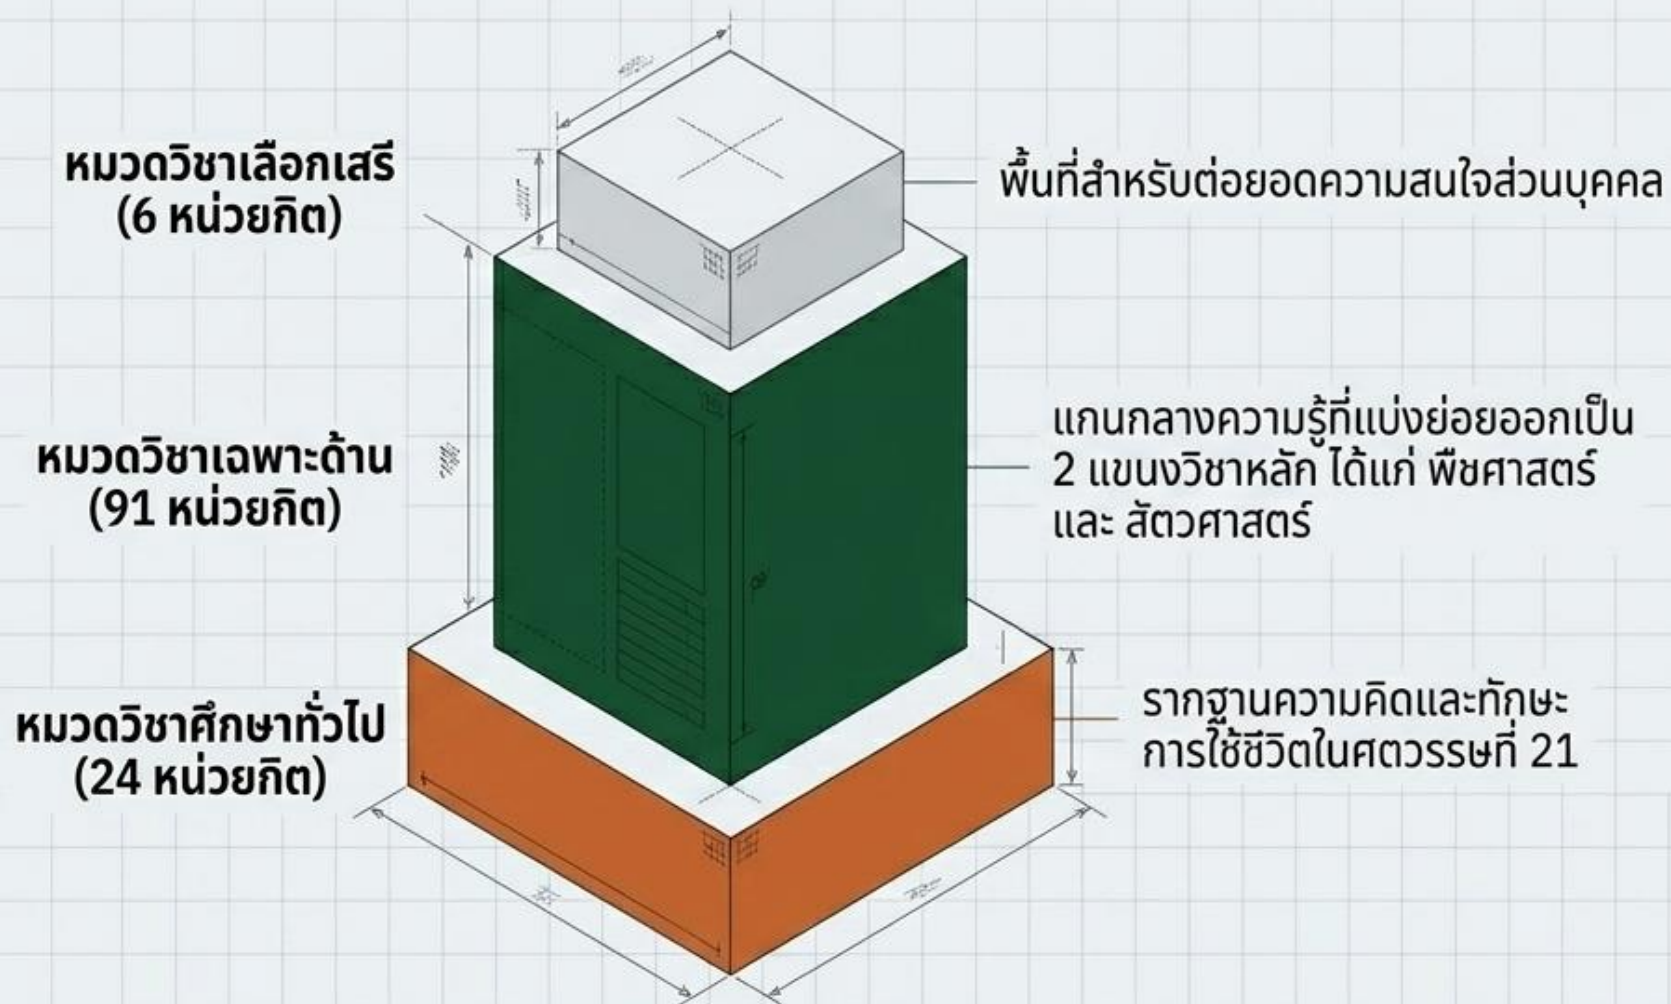 หมวดวิชาเลือกเสรี
(6 หน่วยกิต)
พื้นที่สำหรับต่อยอดความสนใจส่วนบุคคล
หมวดวิชาเฉพาะด้าน
(91 หน่วยกิต)
แกนกลางความรู้ที่แบ่งย่อยออกเป็น
2 แขนงวิชาหลัก ได้แก่ พืชศาสตร์
และ สัตวศาสตร์
หมวดวิชาศึกษาทั่วไป
(24 หน่วยกิต)
รากฐานความคิดและทักษะ
การใช้ชีวิตในศตวรรษที่ 21